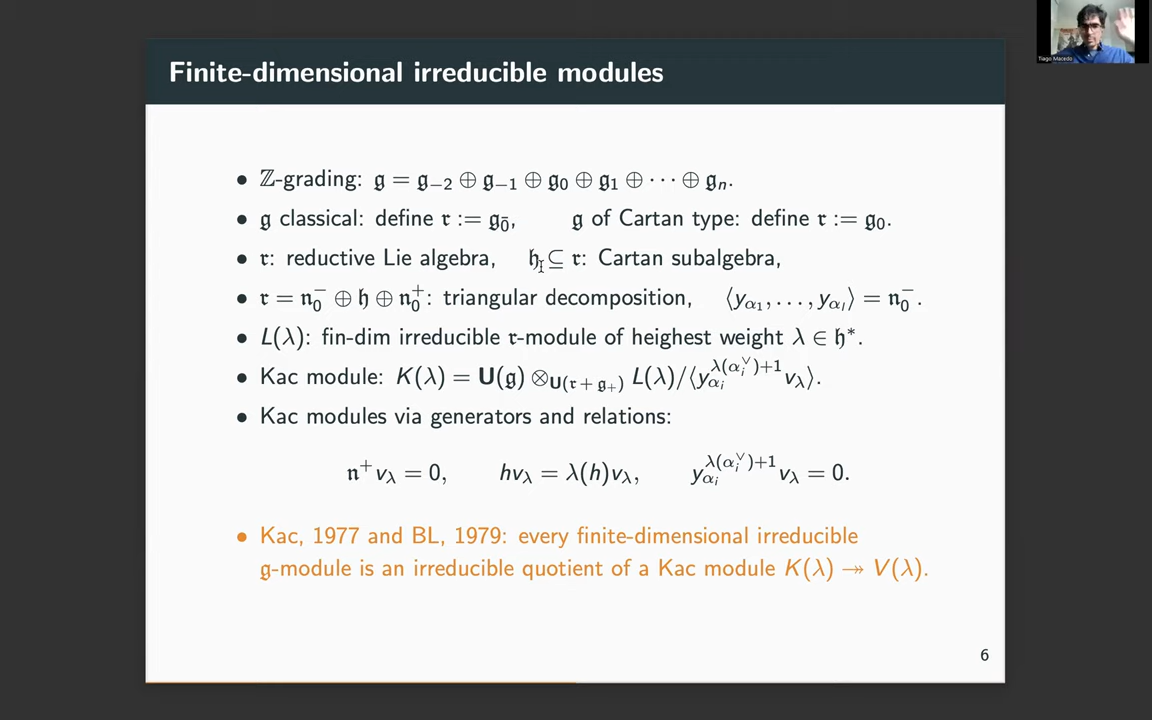 Tiago Macedo
Finite-dimensional irreducible modules
• ℤ-grading: 𝔤 = 𝔤₋₂ ⊕ 𝔤₋₁ ⊕ 𝔤₀ ⊕ 𝔤₁ ⊕ ⋯ ⊕ 𝔤ₙ.
• 𝔤 classical: define 𝔯 := 𝔤_{0̄}, 𝔤 of Cartan type: define 𝔯 := 𝔤₀.
• 𝔯: reductive Lie algebra, 𝔥 ⊆ 𝔯: Cartan subalgebra,
• 𝔯 = 𝔫₀⁻ ⊕ 𝔥 ⊕ 𝔫₀⁺: triangular decomposition, ⟨y_{α₁}, …, y_{α_l}⟩ = 𝔫₀⁻.
• L(λ): fin-dim irreducible 𝔯-module of heighest weight λ ∈ 𝔥*.
• Kac module: K(λ) = U(𝔤) ⊗_{U(𝔯+𝔤₊)} L(λ)/⟨y_{α_i}^{λ(α_i^∨)+1} v_λ⟩.
• Kac modules via generators and relations:
𝔫⁺v_λ = 0, hv_λ = λ(h)v_λ, y_{α_i}^{λ(α_i^∨)+1} v_λ = 0.
• Kac, 1977 and BL, 1979: every finite-dimensional irreducible
𝔤-module is an irreducible quotient of a Kac module K(λ) ↠ V(λ).
6